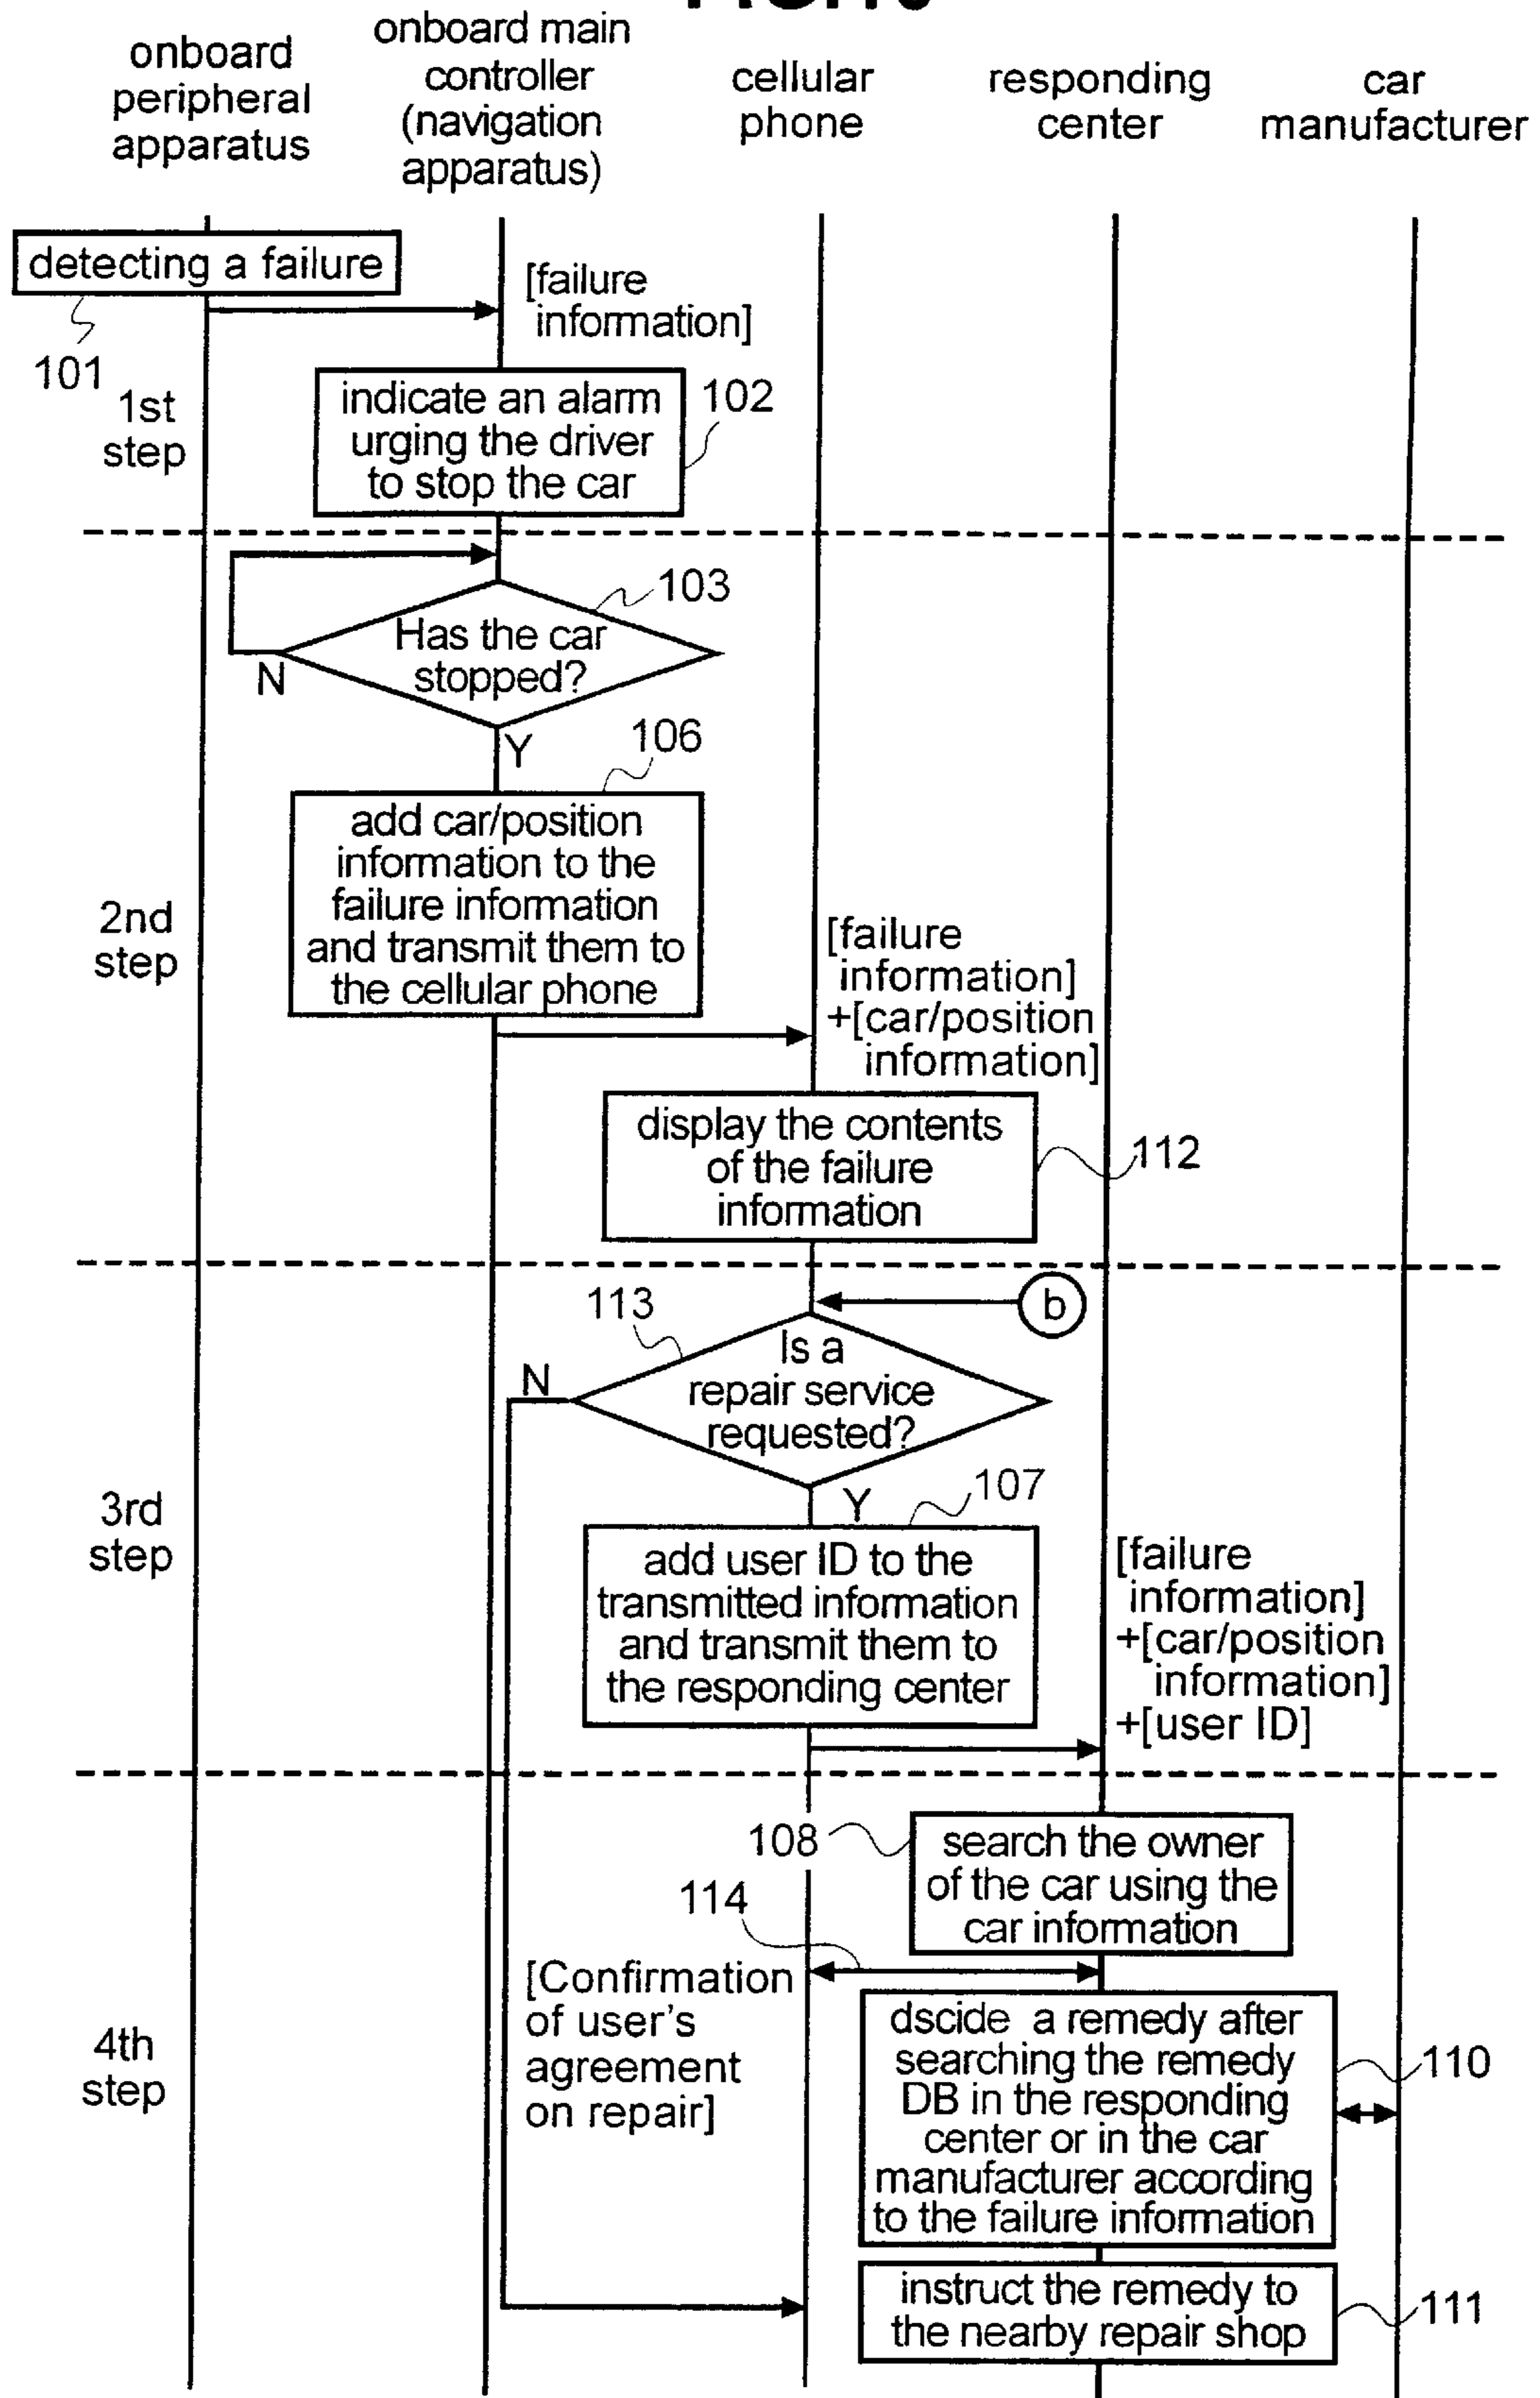 onboard
peripheral
apparatus
onboard main
controller
(navigation
apparatus)
cellular
phone
responding
center
car
manufacturer
detecting a failure
101
[failure
information]
1st
step
indicate an alarm
urging the driver
to stop the car
102
103
Has the car
stopped?
N
Y
106
2nd
step
add car/position
information to the
failure information
and transmit them to
the cellular phone
[failure
information]
+[car/position
information]
display the contents
of the failure
information
112
b
113
Is a
repair service
requested?
N
Y
107
3rd
step
add user ID to the
transmitted information
and transmit them to
the responding center
[failure
information]
+[car/position
information]
+[user ID]
108
search the owner
of the car using the
car information
114
[Confirmation
of user's
agreement
on repair]
4th
step
dscide a remedy after
searching the remedy
DB in the responding
center or in the car
manufacturer according
to the failure information
110
instruct the remedy to
the nearby repair shop
111